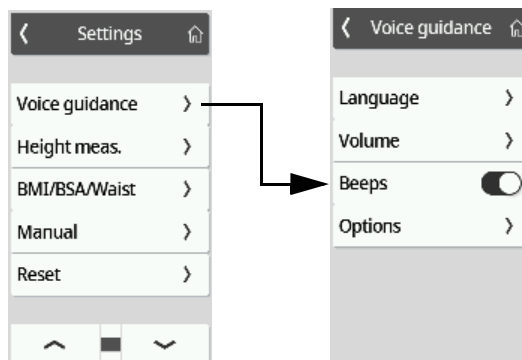 Settings
Voice guidance
Height meas.
BMI/BSA/Waist
Manual
Reset
Voice guidance
Language
Volume
Beeps
Options